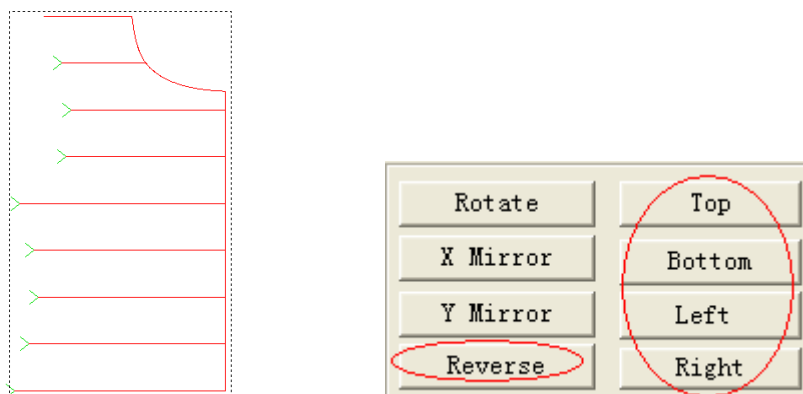 Rotate
Top
X Mirror
Bottom
Y Mirror
Left
Reverse
Right